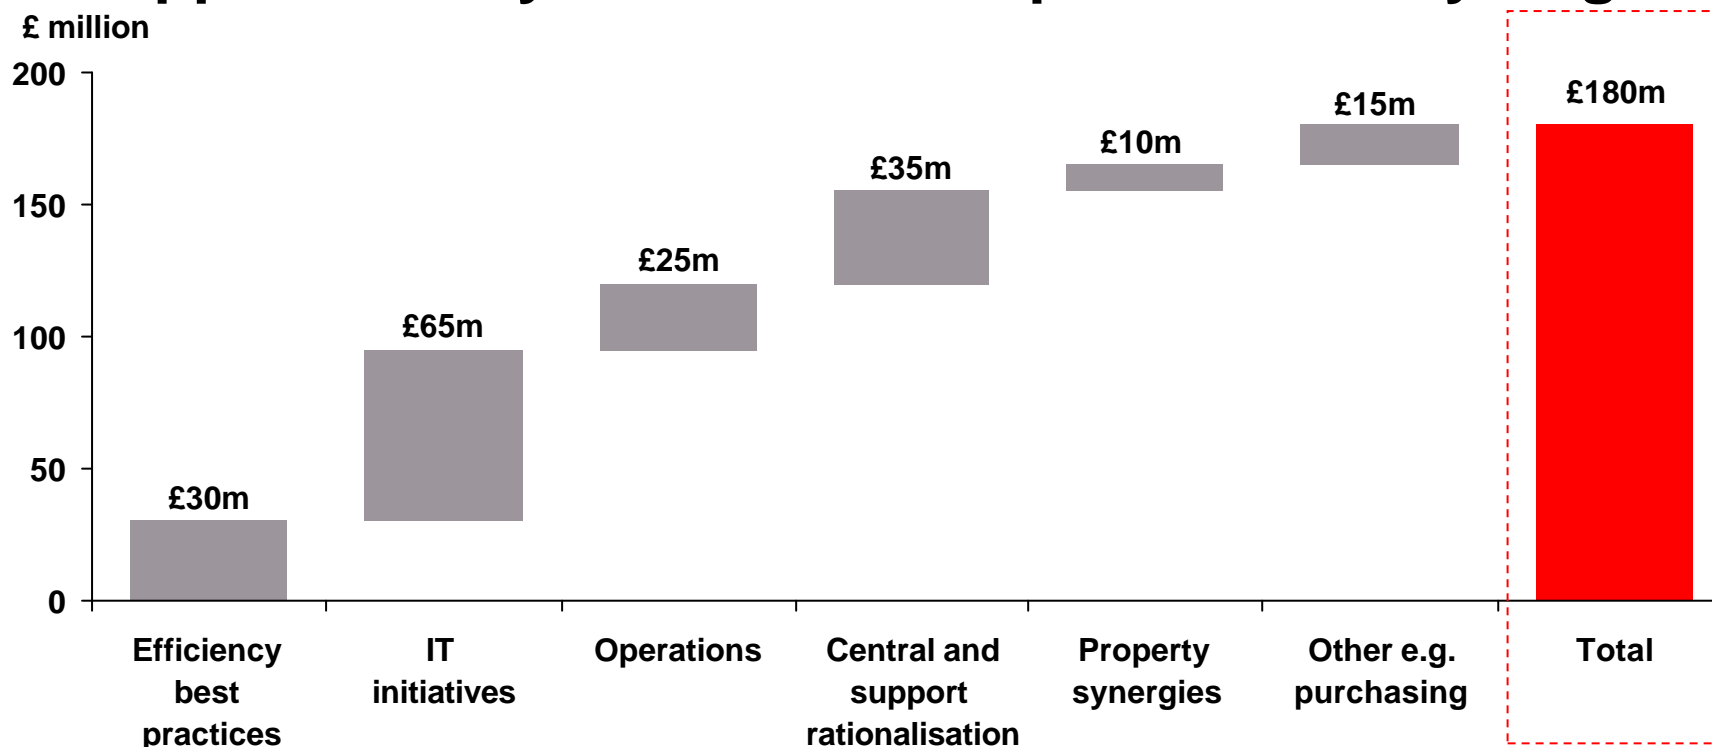 £ million
200
150
100
50
0
£30m
£65m
£25m
£35m
£10m
£15m
£180m
Efficiency
best
practices
IT
initiatives
Operations
Central and
support
rationalisation
Property
synergies
Other e.g.
purchasing
Total